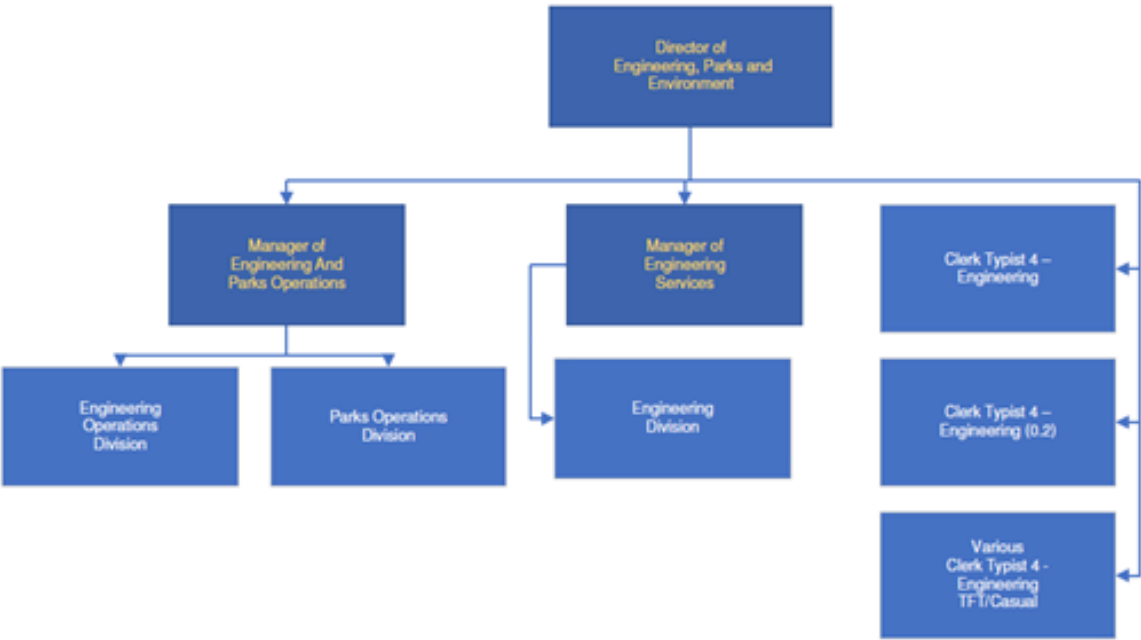 Director of
Engineering, Parks and
Environment
Manager of
Engineering And
Parks Operations
Manager of
Engineering
Services
Clerk Typist 4 –
Engineering
Engineering
Operations
Division
Parks Operations
Division
Engineering
Division
Clerk Typist 4 –
Engineering (0.2)
Various
Clerk Typist 4 -
Engineering
TFT/Casual